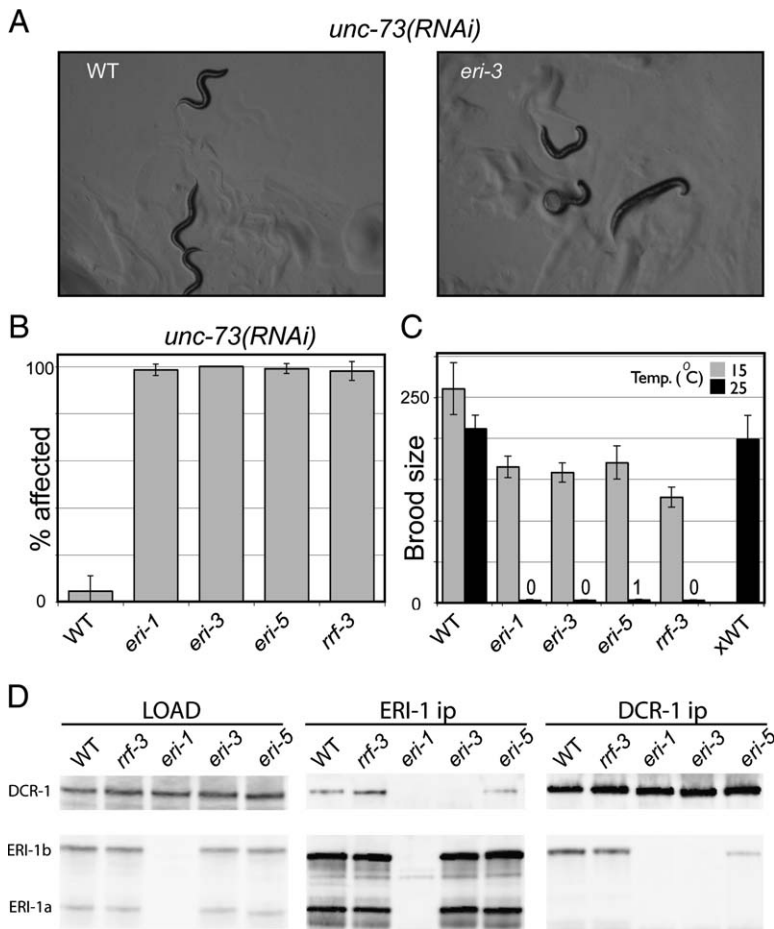 A
unc-73(RNAi)
WT
eri-3
B
unc-73(RNAi)
% affected
100
0
WT
eri-1
eri-3
eri-5
rrf-3
C
Brood size
250
0
Temp. (°C)
15
25
0
0
1
0
WT
eri-1
eri-3
eri-5
rrf-3
xWT
D
LOAD
ERI-1 ip
DCR-1 ip
WT
rrf-3
eri-1
eri-3
eri-5
WT
rrf-3
eri-1
eri-3
eri-5
WT
rrf-3
eri-1
eri-3
eri-5
DCR-1
ERI-1b
ERI-1a